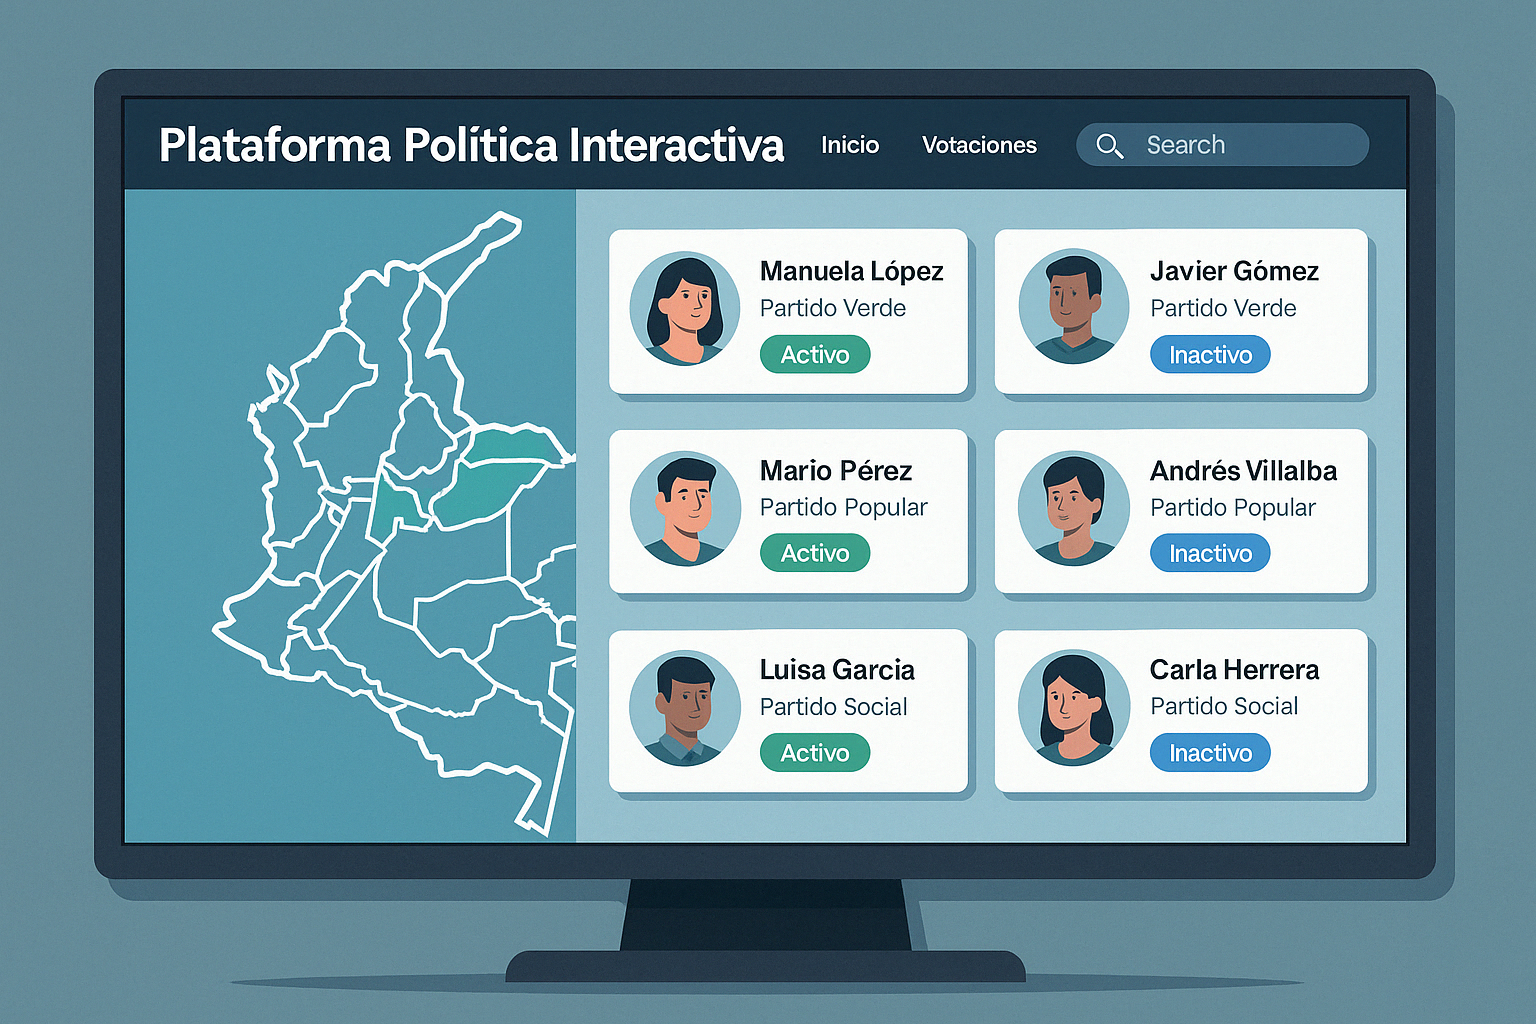 Plataforma Política Interactiva
Inicio
Votaciones
Search
Manuela López
Partido Verde
Activo
Javier Gómez
Partido Verde
Inactivo
Mario Pérez
Partido Popular
Activo
Andrés Villalba
Partido Popular
Inactivo
Luisa Garcia
Partido Social
Activo
Carla Herrera
Partido Social
Inactivo